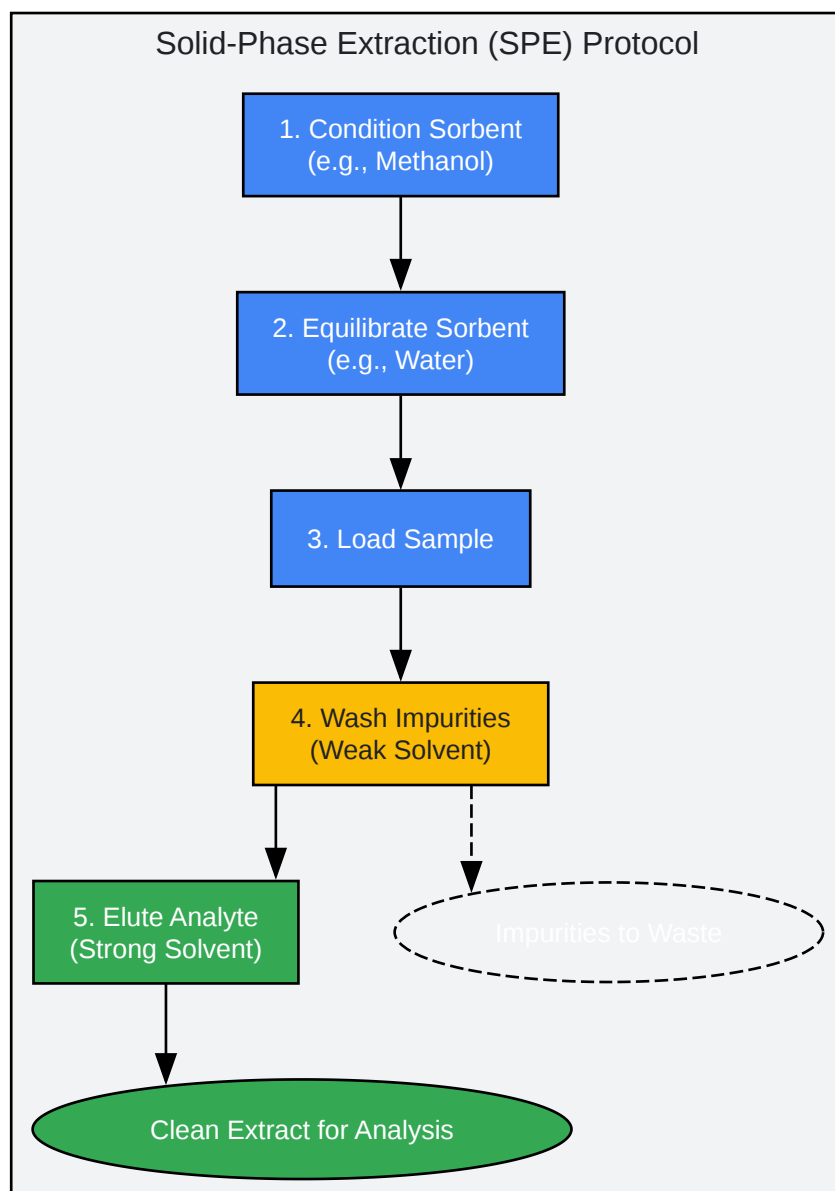 Solid-Phase Extraction (SPE) Protocol
1. Condition Sorbent
(e.g., Methanol)
2. Equilibrate Sorbent
(e.g., Water)
3. Load Sample
4. Wash Impurities
(Weak Solvent)
5. Elute Analyte
(Strong Solvent)
Impurities to Waste
Clean Extract for Analysis